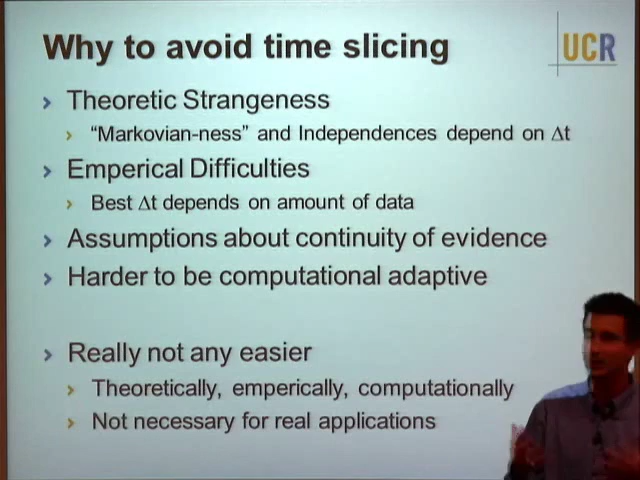 Why to avoid time slicing
UCR
Theoretic Strangeness
“Markovian-ness” and Independences depend on Δt
Emperical Difficulties
Best Δt depends on amount of data
Assumptions about continuity of evidence
Harder to be computational adaptive
Really not any easier
Theoretically, emperically, computationally
Not necessary for real applications